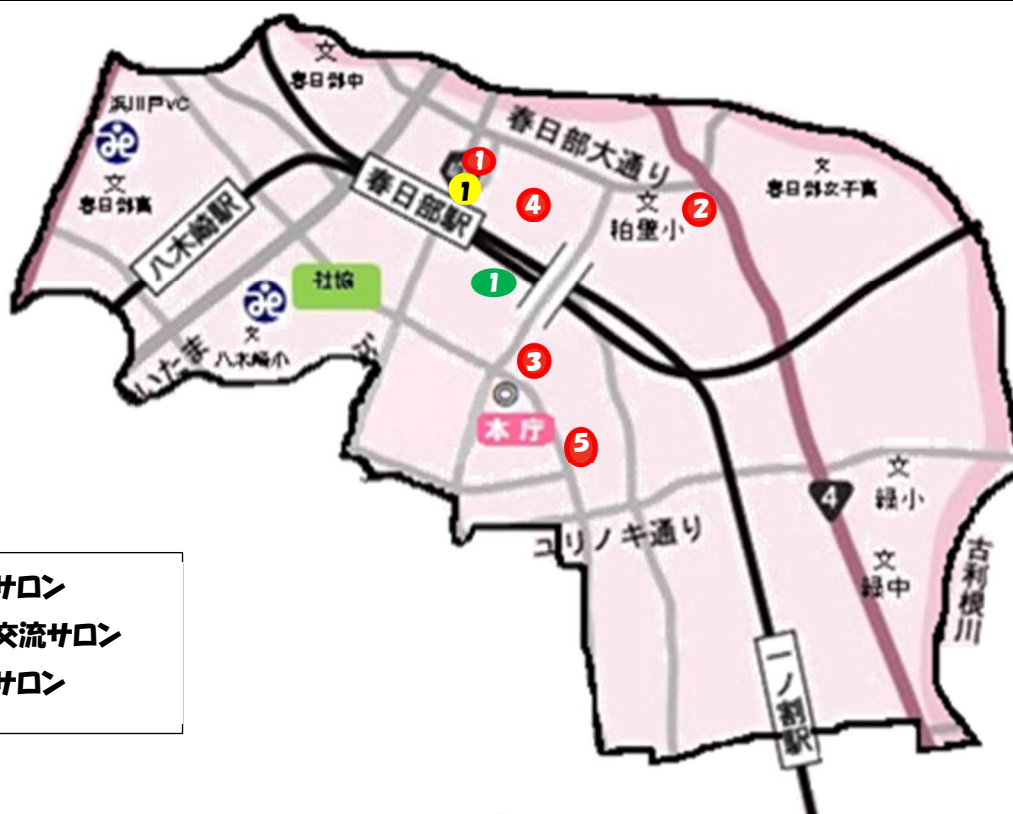 文
春日部中
浜川戸VC
文
春日部高
春日部大通り
文
春日部女子高
1
1
春日部駅
4
文
粕壁小
2
八木崎駅
社協
1
文
八木崎小
いたま
3
本庁
5
4
文
緑小
ユリノキ通り
文
緑中
古利根川
一ノ割駅
サロン
交流サロン
サロン